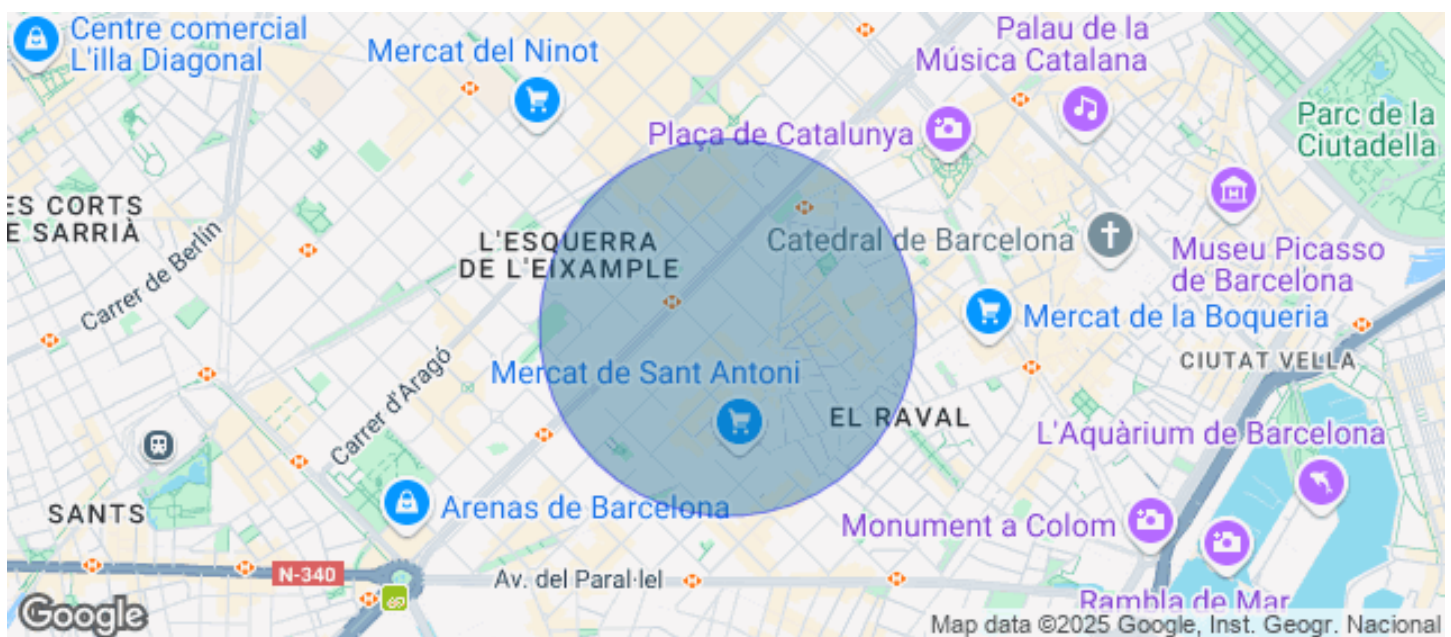 Centre comercial
L'illa Diagonal
Mercat del Ninot
Palau de la
Música Catalana
Plaça de Catalunya
Parc de la
Ciutadella
ES CORTS
E SARRIÀ
L'ESQUERRA
DE L'EIXAMPLE
Carrer de Berlín
Catedral de Barcelona
Museu Picasso
de Barcelona
Mercat de la Boqueria
CIUTAT VELLA
Carrer d'Aragó
Mercat de Sant Antoni
EL RAVAL
L'Aquàrium de Barcelona
SANTS
Arenas de Barcelona
Monument a Colom
N-340
Av. del Paral·lel
Rambla de Mar
Google
Map data ©2025 Google, Inst. Geogr. Nacional